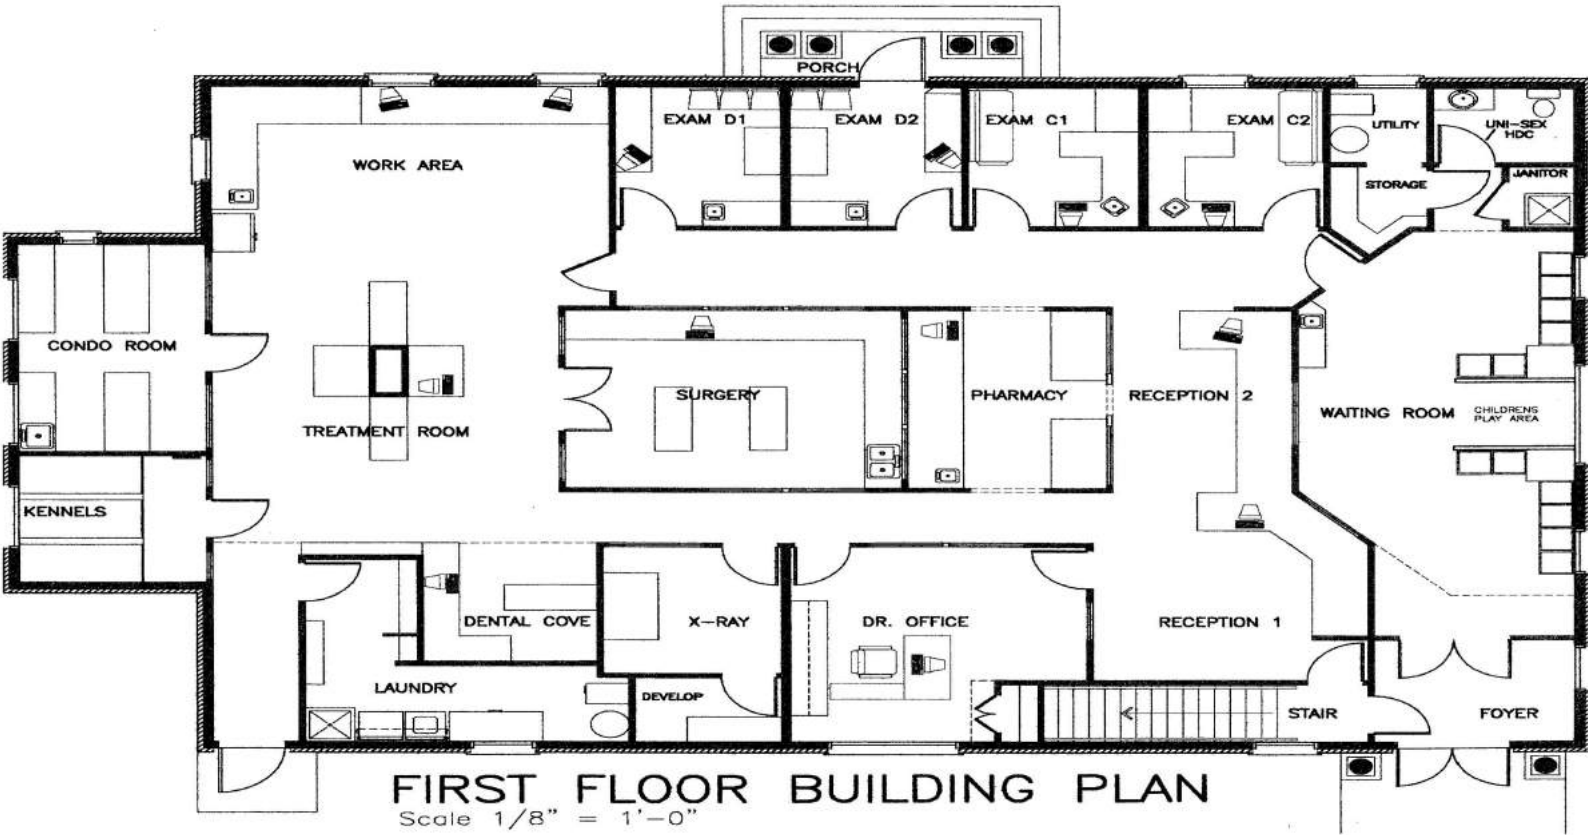 PORCH
EXAM D1
EXAM D2
EXAM C1
EXAM C2
UTILITY
UNI-SEX
HDC
WORK AREA
STORAGE
JANITOR
CONDO ROOM
SURGERY
PHARMACY
RECEPTION 2
WAITING ROOM
CHILDRENS
PLAY AREA
TREATMENT ROOM
KENNELS
DENTAL COVE
X-RAY
DR. OFFICE
RECEPTION 1
LAUNDRY
DEVELOP
STAIR
FOYER
FIRST FLOOR BUILDING PLAN
Scale 1/8" = 1'-0"